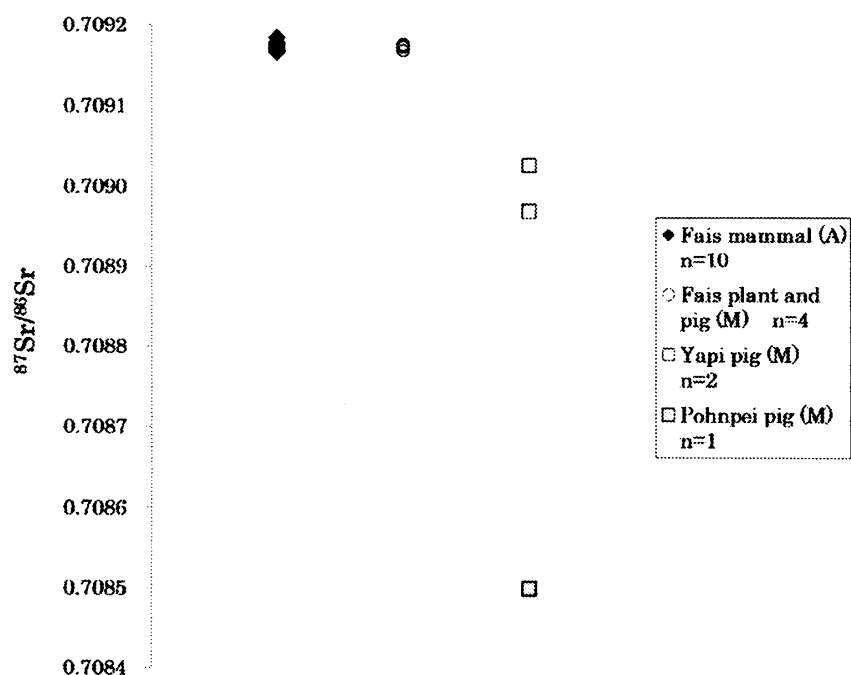 0.7092
0.7091
0.7090
0.7089
0.7088
0.7087
0.7086
0.7085
0.7084
⁸⁷Sr/⁸⁶Sr
Fais mammal (A)
n=10
Fais plant and
pig (M) n=4
Yapi pig (M)
n=2
Pohnpei pig (M)
n=1